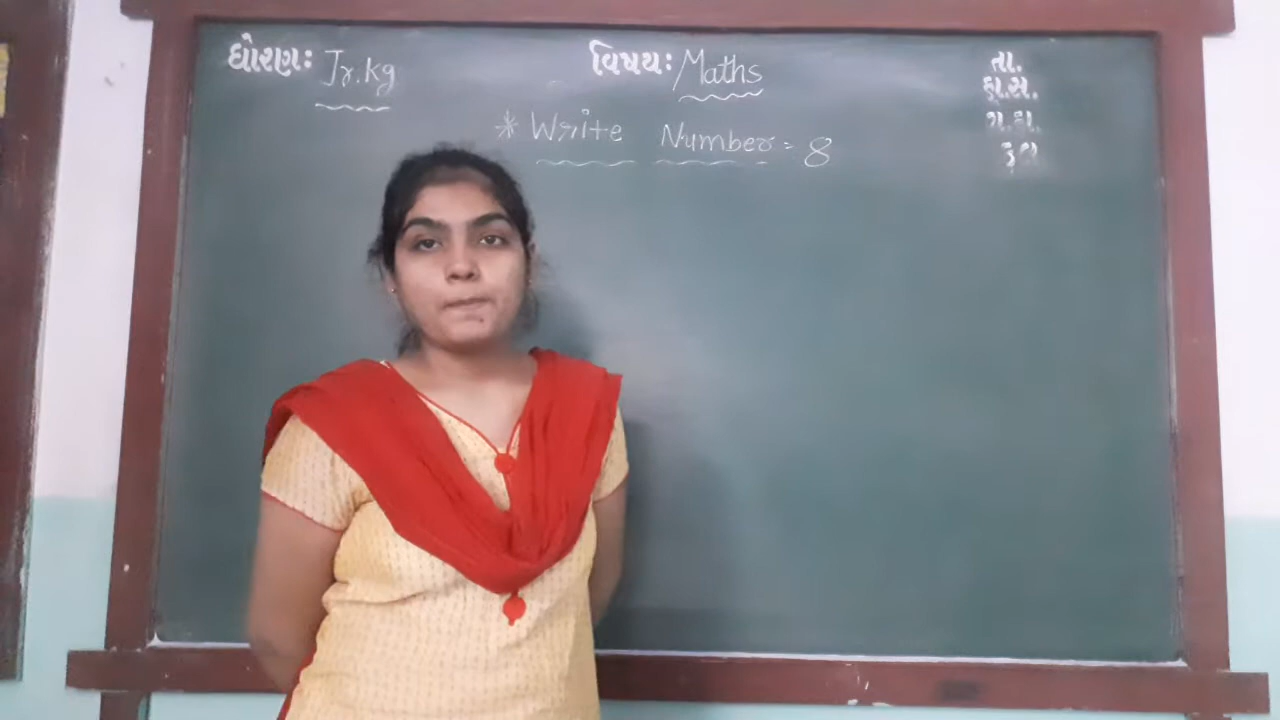 ધોરણ: Jr.kg વિષય: Maths તા.
હા.સ.
* Write Number = 8 ગ.હા.
કુલ